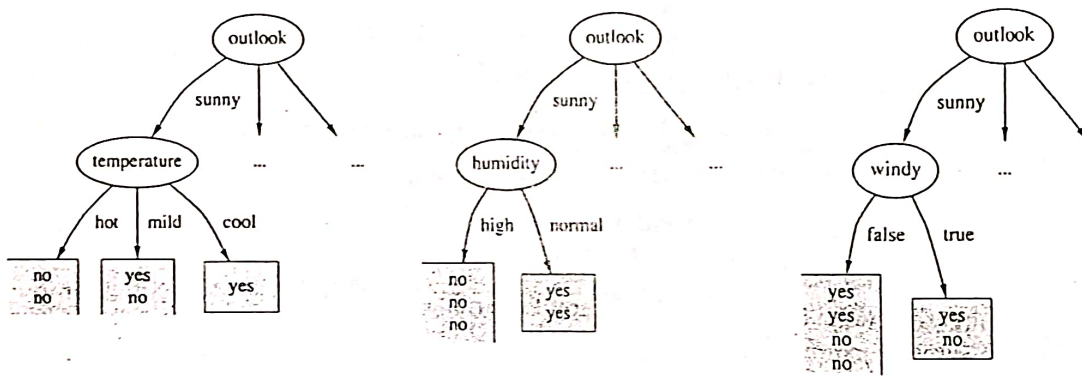 outlook
sunny
temperature
... ...
hot mild cool
no
no
yes
no
yes
outlook
sunny
humidity
... ...
high normal
no
no
no
yes
yes
outlook
sunny
windy
...
false true
yes
yes
no
no
yes
no